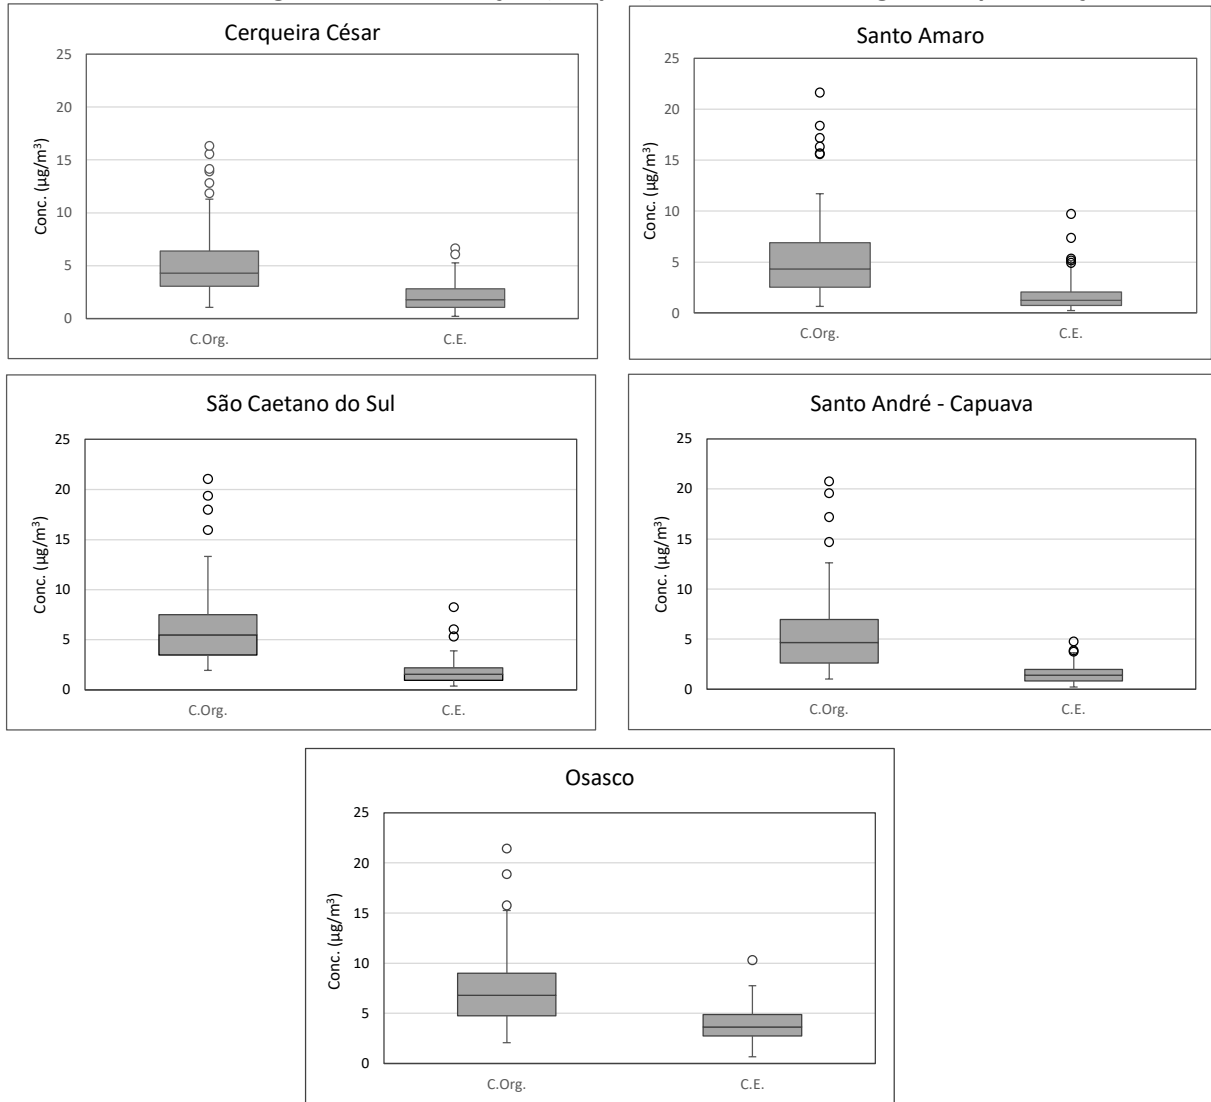 Cerqueira César
25
20
15
10
5
0
Conc. (µg/m³)
C.Org.
C.E.
Santo Amaro
25
20
15
10
5
0
Conc. (µg/m³)
C.Org.
C.E.
São Caetano do Sul
25
20
15
10
5
0
Conc. (µg/m³)
C.Org.
C.E.
Santo André - Capuava
25
20
15
10
5
0
Conc. (µg/m³)
C.Org.
C.E.
Osasco
25
20
15
10
5
0
Conc. (µg/m³)
C.Org.
C.E.